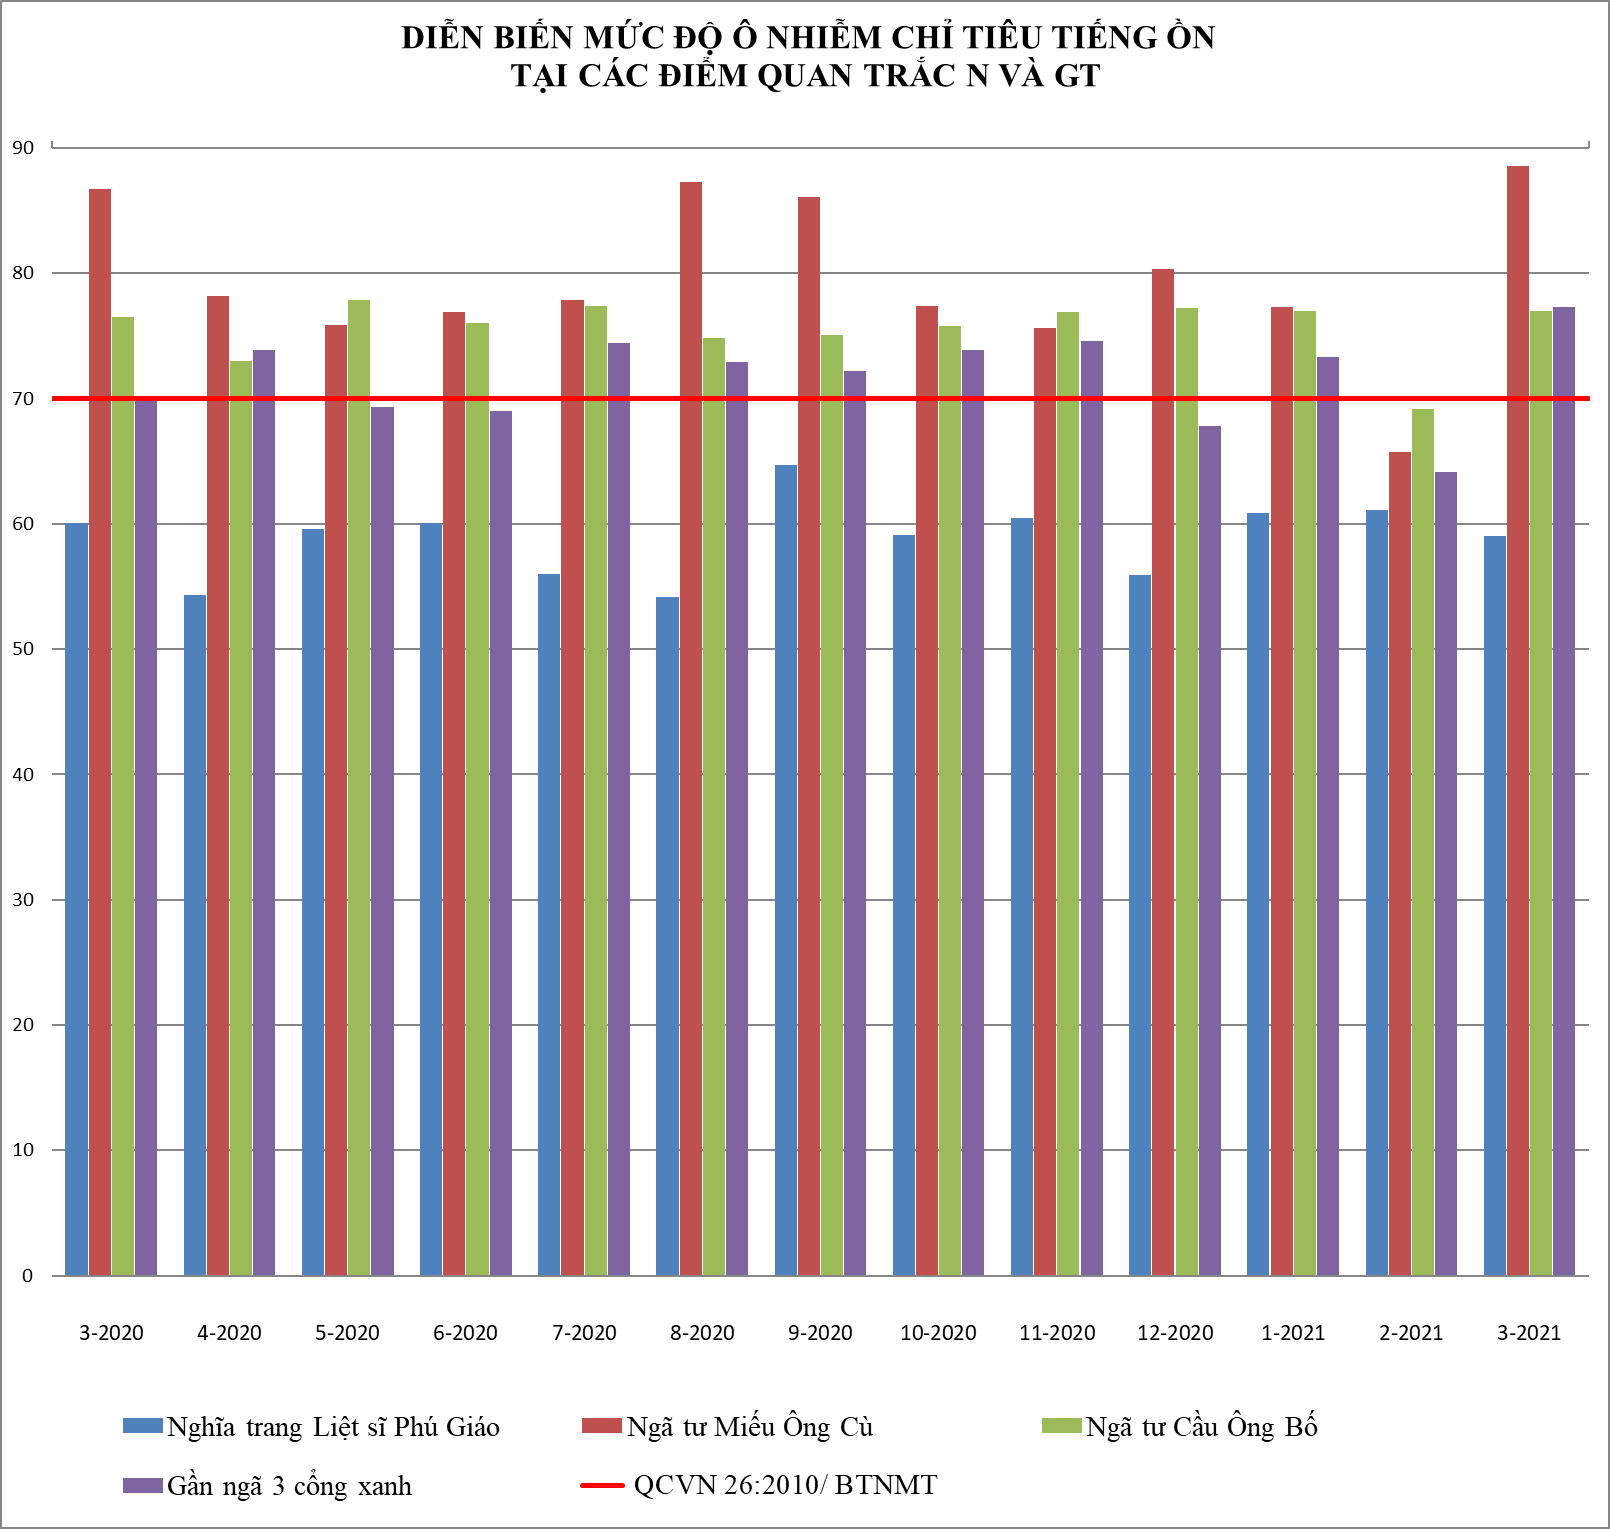 DIỄN BIẾN MỨC ĐỘ Ô NHIỄM CHỈ TIÊU TIẾNG ỒN
TẠI CÁC ĐIỂM QUAN TRẮC N VÀ GT
90
80
70
60
50
40
30
20
10
0
3-2020 4-2020 5-2020 6-2020 7-2020 8-2020 9-2020 10-2020 11-2020 12-2020 1-2021 2-2021 3-2021
Nghĩa trang Liệt sĩ Phú Giáo Ngã tư Miếu Ông Cù Ngã tư Cầu Ông Bố
Gần ngã 3 cổng xanh QCVN 26:2010/ BTNMT